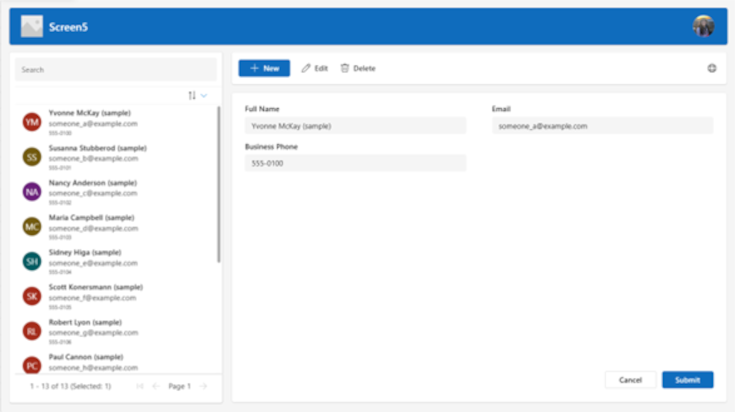 Screen5
Search
YM
Yvonne McKay (sample)
someone_a@example.com
555-0100
SS
Susanna Stubberod (sample)
someone_b@example.com
555-0101
NA
Nancy Anderson (sample)
someone_c@example.com
555-0102
MC
Maria Campbell (sample)
someone_d@example.com
555-0103
SH
Sidney Higa (sample)
someone_e@example.com
555-0104
SK
Scott Konersmann (sample)
someone_f@example.com
555-0105
RL
Robert Lyon (sample)
someone_g@example.com
555-0106
PC
Paul Cannon (sample)
someone_h@example.com
1 - 13 of 13 (Selected: 1)
Page 1
New Edit Delete
Full Name Email
Yvonne McKay (sample) someone_a@example.com
Business Phone
555-0100
Cancel Submit